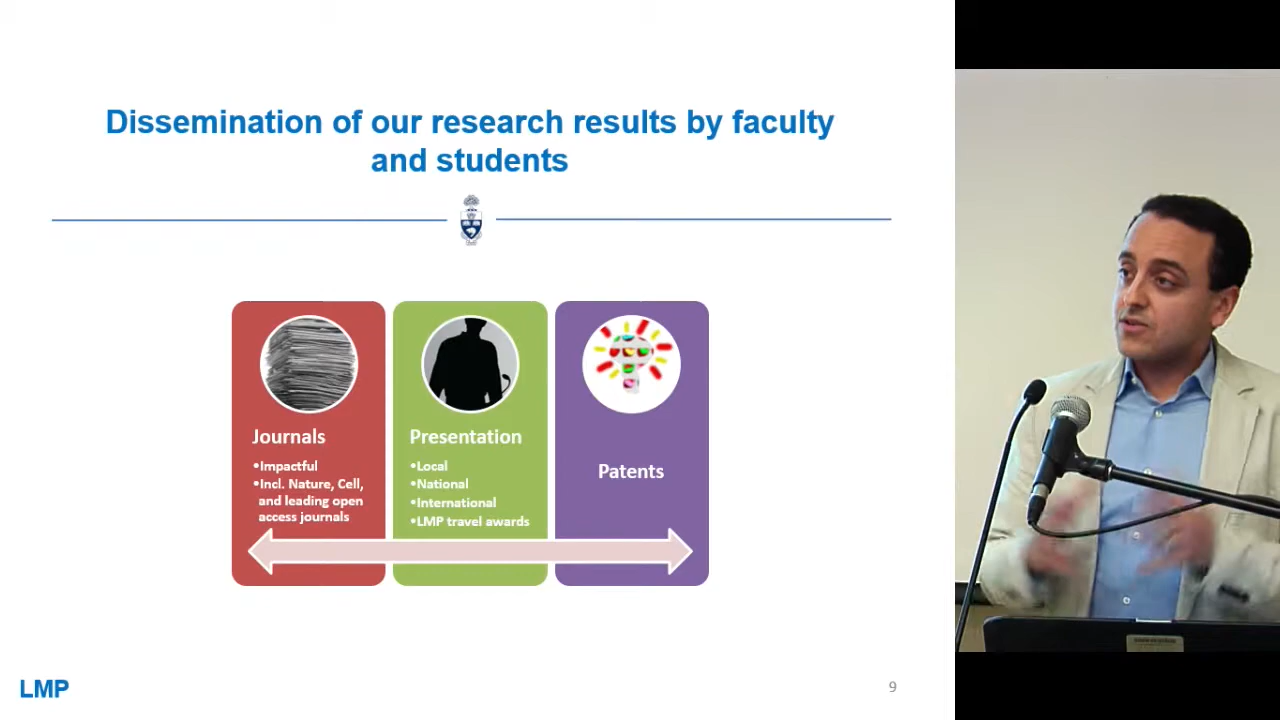 Dissemination of our research results by faculty
and students
Journals
•Impactful
•Incl. Nature, Cell,
and leading open
access journals
Presentation
•Local
•National
•International
•LMP travel awards
Patents
LMP
9